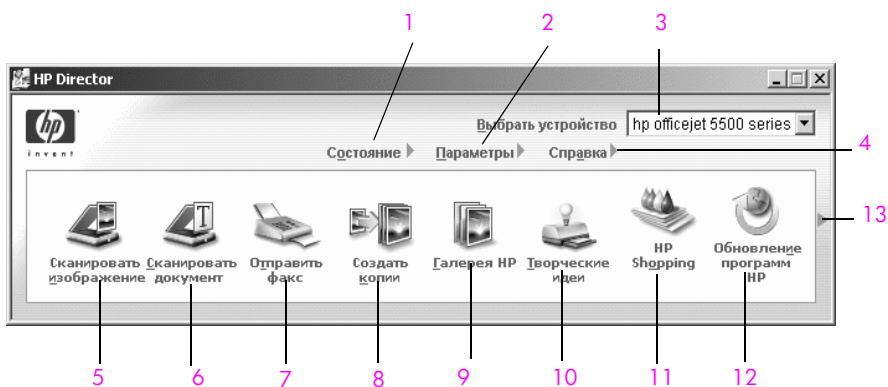 1 2 3
HP Director
hp
invent
Выбрать устройство hp officejet 5500 series
Состояние Параметры Справка 4
13
Сканировать изображение
Сканировать документ
Отправить факс
Создать копии
Галерея HP
Творческие идеи
HP Shopping
Обновление программ HP
5 6 7 8 9 10 11 12